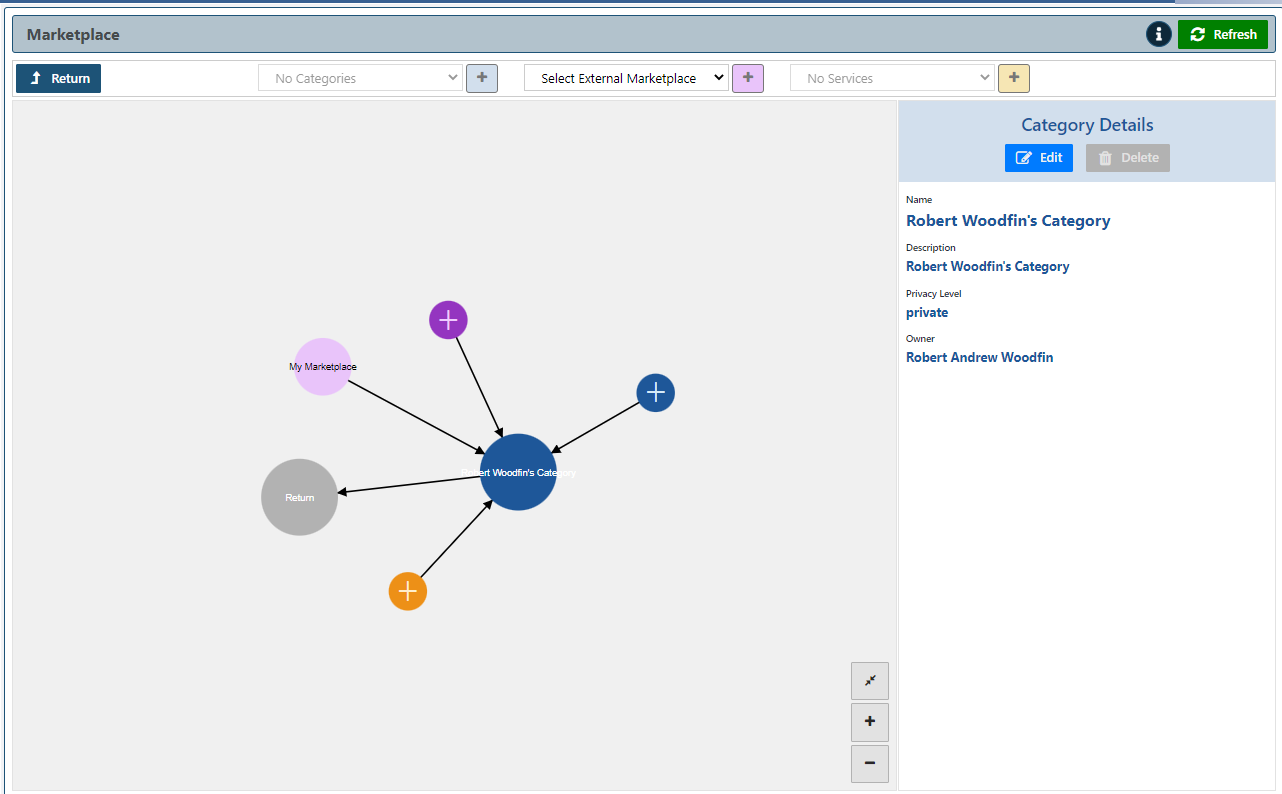 Marketplace
Refresh
Return
No Categories
Select External Marketplace
No Services
Category Details
Edit
Delete
Name
Robert Woodfin's Category
Description
Robert Woodfin's Category
Privacy Level
private
Owner
Robert Andrew Woodfin
My Marketplace
Robert Woodfin's Category
Return